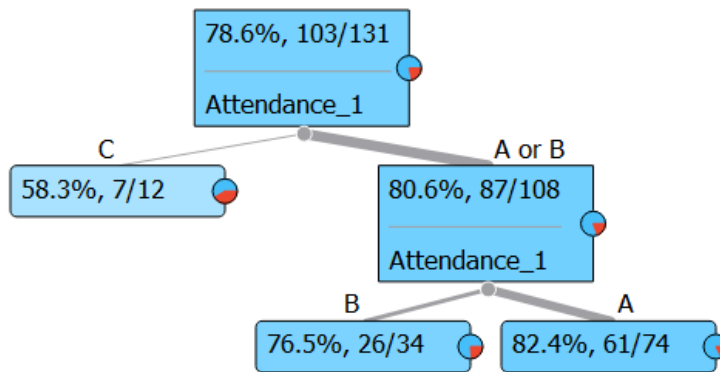 78.6%, 103/131
Attendance_1
C
A or B
58.3%, 7/12
80.6%, 87/108
Attendance_1
B
A
76.5%, 26/34
82.4%, 61/74